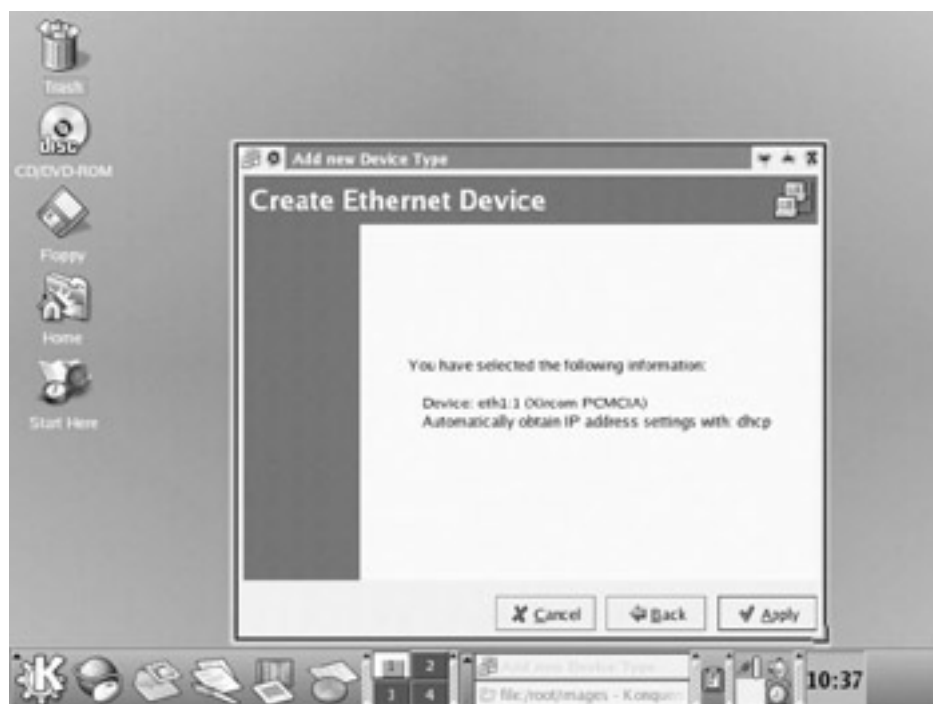 Trash
disc
CD/DVD-ROM
Floppy
Home
Start Here
Add new Device Type
Create Ethernet Device
You have selected the following information:
Device: eth1:1 (Xircom PCMCIA)
Automatically obtain IP address settings with: dhcp
Cancel
Back
Apply
1 2
3 4
Add new Device Type
file:/root/images - Konquer
10:37